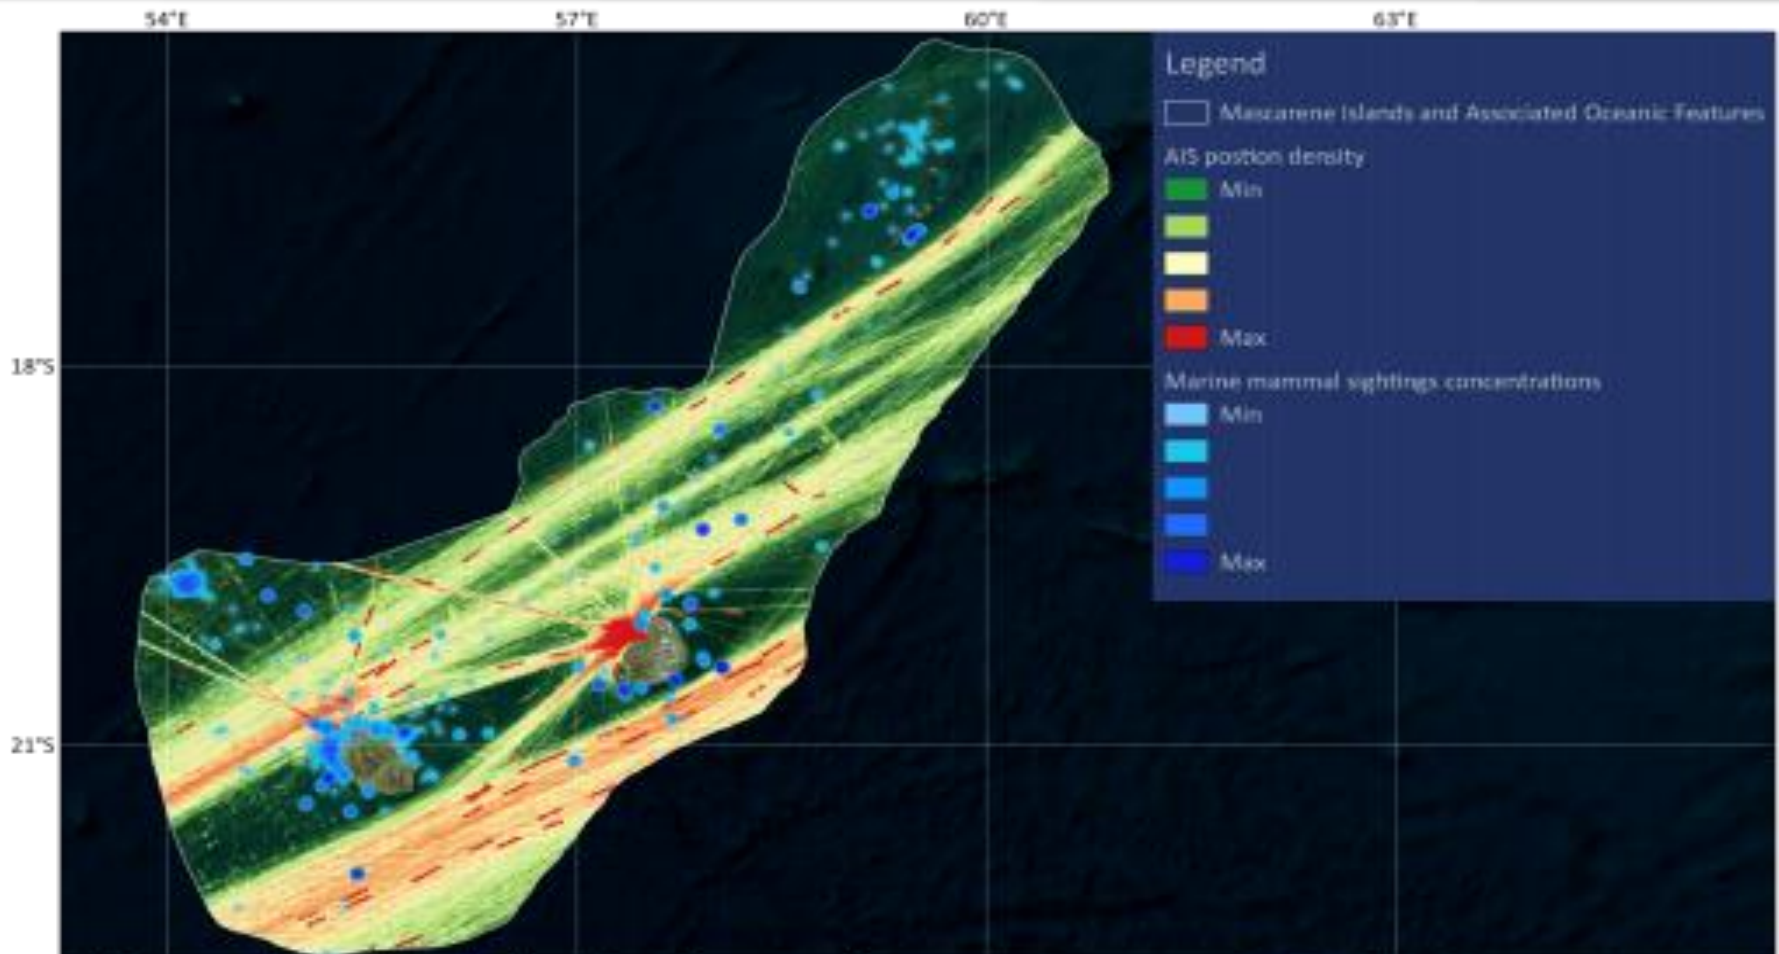 54°E 57°E 60°E 63°E
Legend
Mascarene Islands and Associated Oceanic Features
AIS postion density
Min
Max
Marine mammal sightings concentrations
Min
Max
18°S
21°S